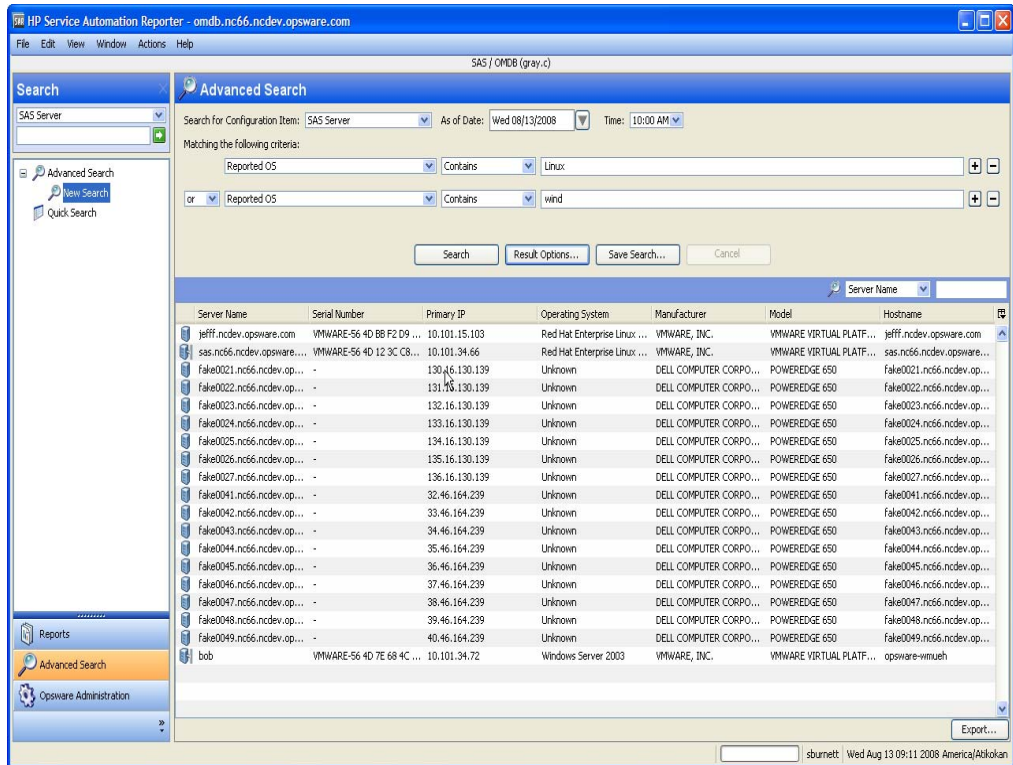 HP Service Automation Reporter - omdb.nc66.ncdev.opsware.com
File Edit View Window Actions Help
SAS / OMDB (gray.c)
Search
SAS Server
Advanced Search
New Search
Quick Search
Reports
Advanced Search
Opsware Administration
Advanced Search
Search for Configuration Item: SAS Server As of Date: Wed 08/13/2008 Time: 10:00 AM
Matching the following criteria:
Reported OS Contains Linux
or Reported OS Contains wind
Search Result Options... Save Search... Cancel
Server Name
Server Name Serial Number Primary IP Operating System Manufacturer Model Hostname
jefff.ncdev.opsware.com VMWARE-56 4D BB F2 D9 ... 10.101.15.103 Red Hat Enterprise Linux ... VMWARE, INC. VMWARE VIRTUAL PLATF... jefff.ncdev.opsware.com
sas.nc66.ncdev.opsware.... VMWARE-56 4D 12 3C C8... 10.101.34.66 Red Hat Enterprise Linux ... VMWARE, INC. VMWARE VIRTUAL PLATF... sas.nc66.ncdev.opsware...
fake0021.nc66.ncdev.op... - 130.16.130.139 Unknown DELL COMPUTER CORPO... POWEREDGE 650 fake0021.nc66.ncdev.op...
fake0022.nc66.ncdev.op... - 131.16.130.139 Unknown DELL COMPUTER CORPO... POWEREDGE 650 fake0022.nc66.ncdev.op...
fake0023.nc66.ncdev.op... - 132.16.130.139 Unknown DELL COMPUTER CORPO... POWEREDGE 650 fake0023.nc66.ncdev.op...
fake0024.nc66.ncdev.op... - 133.16.130.139 Unknown DELL COMPUTER CORPO... POWEREDGE 650 fake0024.nc66.ncdev.op...
fake0025.nc66.ncdev.op... - 134.16.130.139 Unknown DELL COMPUTER CORPO... POWEREDGE 650 fake0025.nc66.ncdev.op...
fake0026.nc66.ncdev.op... - 135.16.130.139 Unknown DELL COMPUTER CORPO... POWEREDGE 650 fake0026.nc66.ncdev.op...
fake0027.nc66.ncdev.op... - 136.16.130.139 Unknown DELL COMPUTER CORPO... POWEREDGE 650 fake0027.nc66.ncdev.op...
fake0041.nc66.ncdev.op... - 32.46.164.239 Unknown DELL COMPUTER CORPO... POWEREDGE 650 fake0041.nc66.ncdev.op...
fake0042.nc66.ncdev.op... - 33.46.164.239 Unknown DELL COMPUTER CORPO... POWEREDGE 650 fake0042.nc66.ncdev.op...
fake0043.nc66.ncdev.op... - 34.46.164.239 Unknown DELL COMPUTER CORPO... POWEREDGE 650 fake0043.nc66.ncdev.op...
fake0044.nc66.ncdev.op... - 35.46.164.239 Unknown DELL COMPUTER CORPO... POWEREDGE 650 fake0044.nc66.ncdev.op...
fake0045.nc66.ncdev.op... - 36.46.164.239 Unknown DELL COMPUTER CORPO... POWEREDGE 650 fake0045.nc66.ncdev.op...
fake0046.nc66.ncdev.op... - 37.46.164.239 Unknown DELL COMPUTER CORPO... POWEREDGE 650 fake0046.nc66.ncdev.op...
fake0047.nc66.ncdev.op... - 38.46.164.239 Unknown DELL COMPUTER CORPO... POWEREDGE 650 fake0047.nc66.ncdev.op...
fake0048.nc66.ncdev.op... - 39.46.164.239 Unknown DELL COMPUTER CORPO... POWEREDGE 650 fake0048.nc66.ncdev.op...
fake0049.nc66.ncdev.op... - 40.46.164.239 Unknown DELL COMPUTER CORPO... POWEREDGE 650 fake0049.nc66.ncdev.op...
bob VMWARE-56 4D 7E 68 4C ... 10.101.34.72 Windows Server 2003 VMWARE, INC. VMWARE VIRTUAL PLATF... opsware-wmueh
Export...
sburnett Wed Aug 13 09:11 2008 America/Atikokan